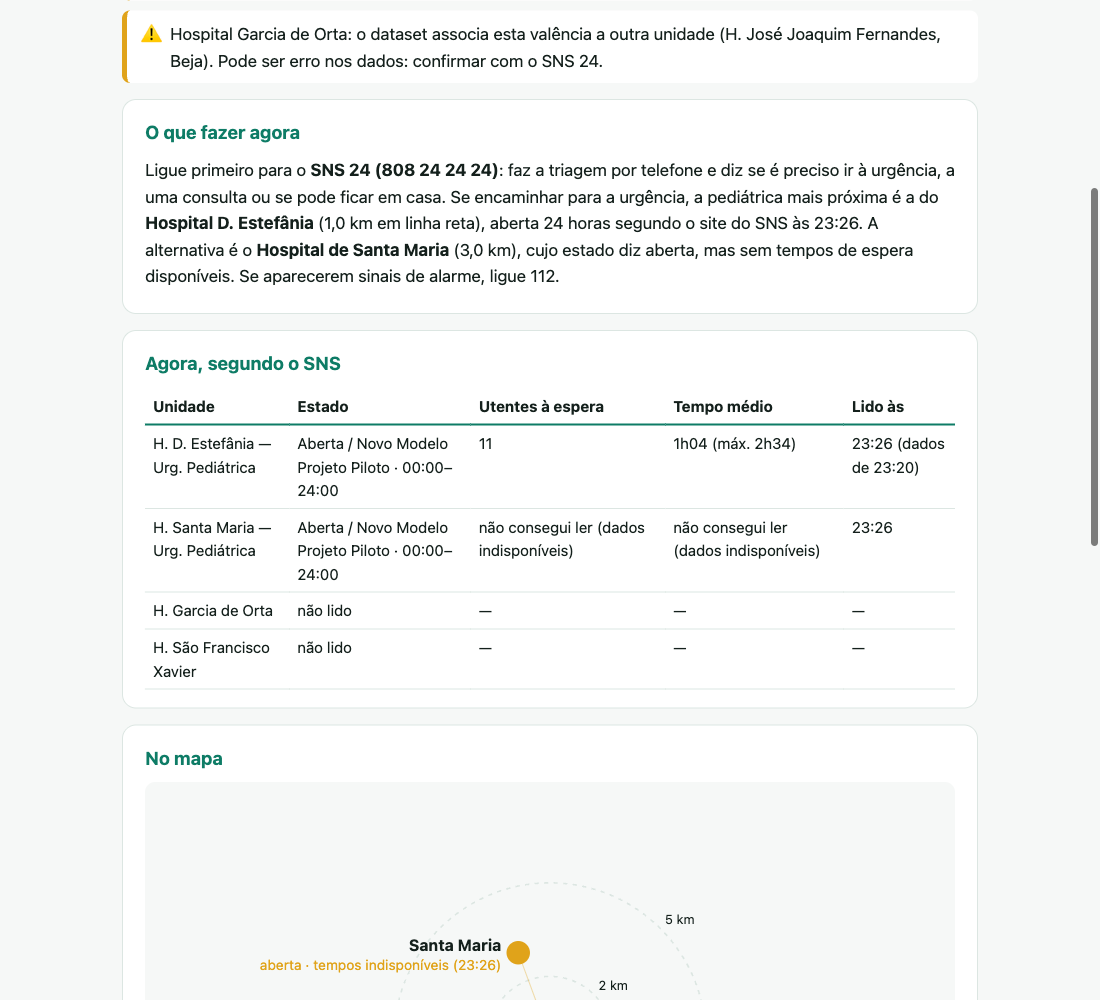 Hospital Garcia de Orta: o dataset associa esta valência a outra unidade (H. José Joaquim Fernandes,
Beja). Pode ser erro nos dados: confirmar com o SNS 24.
O que fazer agora
Ligue primeiro para o SNS 24 (808 24 24 24): faz a triagem por telefone e diz se é preciso ir à urgência, a
uma consulta ou se pode ficar em casa. Se encaminhar para a urgência, a pediátrica mais próxima é a do
Hospital D. Estefânia (1,0 km em linha reta), aberta 24 horas segundo o site do SNS às 23:26. A
alternativa é o Hospital de Santa Maria (3,0 km), cujo estado diz aberta, mas sem tempos de espera
disponíveis. Se aparecerem sinais de alarme, ligue 112.
Agora, segundo o SNS
Unidade Estado Utentes à espera Tempo médio Lido às
H. D. Estefânia — Aberta / Novo Modelo 11 1h04 (máx. 2h34) 23:26 (dados
Urg. Pediátrica Projeto Piloto · 00:00– de 23:20)
24:00
H. Santa Maria — Aberta / Novo Modelo não consegui ler (dados não consegui ler 23:26
Urg. Pediátrica Projeto Piloto · 00:00– indisponíveis) (dados indisponíveis)
24:00
H. Garcia de Orta não lido — — —
H. São Francisco não lido — — —
Xavier
No mapa
5 km
Santa Maria
aberta · tempos indisponíveis (23:26)
2 km